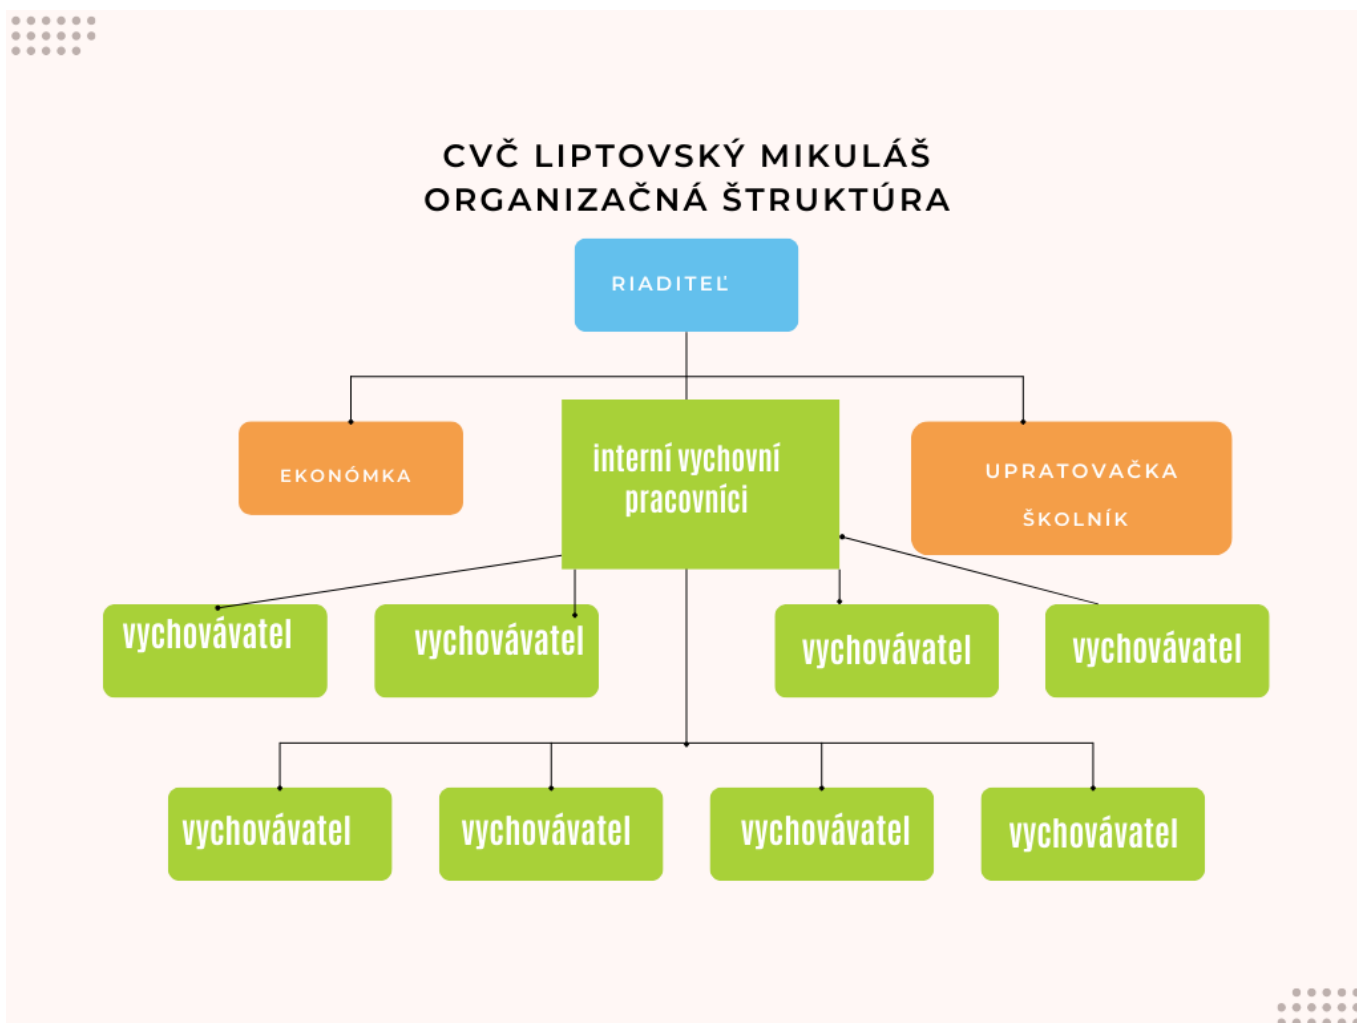 CVČ LIPTOVSKÝ MIKULÁŠ
ORGANIZAČNÁ ŠTRUKTÚRA
RIADITEĽ
EKONÓMKA
interní vychovní
pracovníci
UPRATOVAČKA
ŠKOLNÍK
vychovávatel
vychovávatel
vychovávatel
vychovávatel
vychovávatel
vychovávatel
vychovávatel
vychovávatel